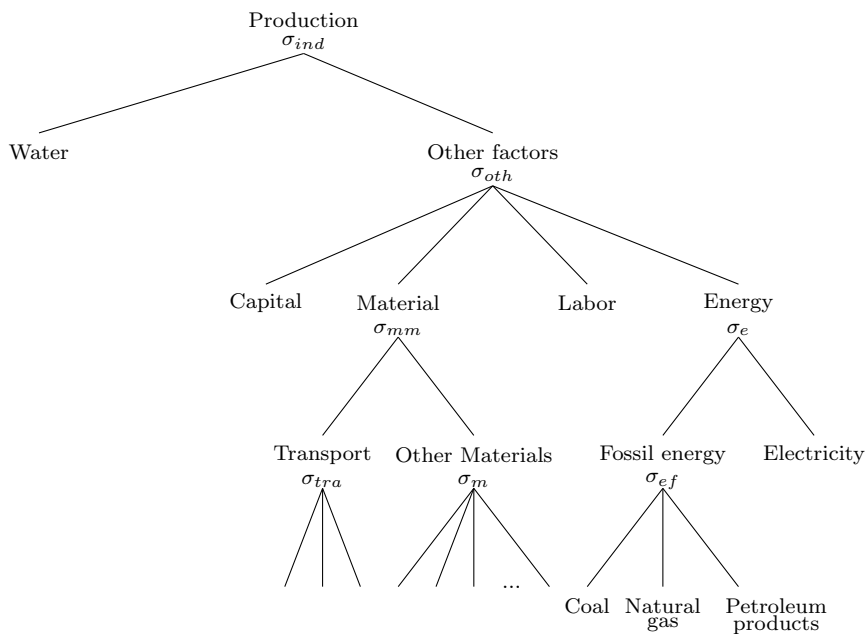 Production
σ_ind
Water
Other factors
σ_oth
Capital
Material
Labor
Energy
σ_mm
σ_e
Transport
Other Materials
Fossil energy
Electricity
σ_tra
σ_m
σ_ef
...
Coal
Natural gas
Petroleum products